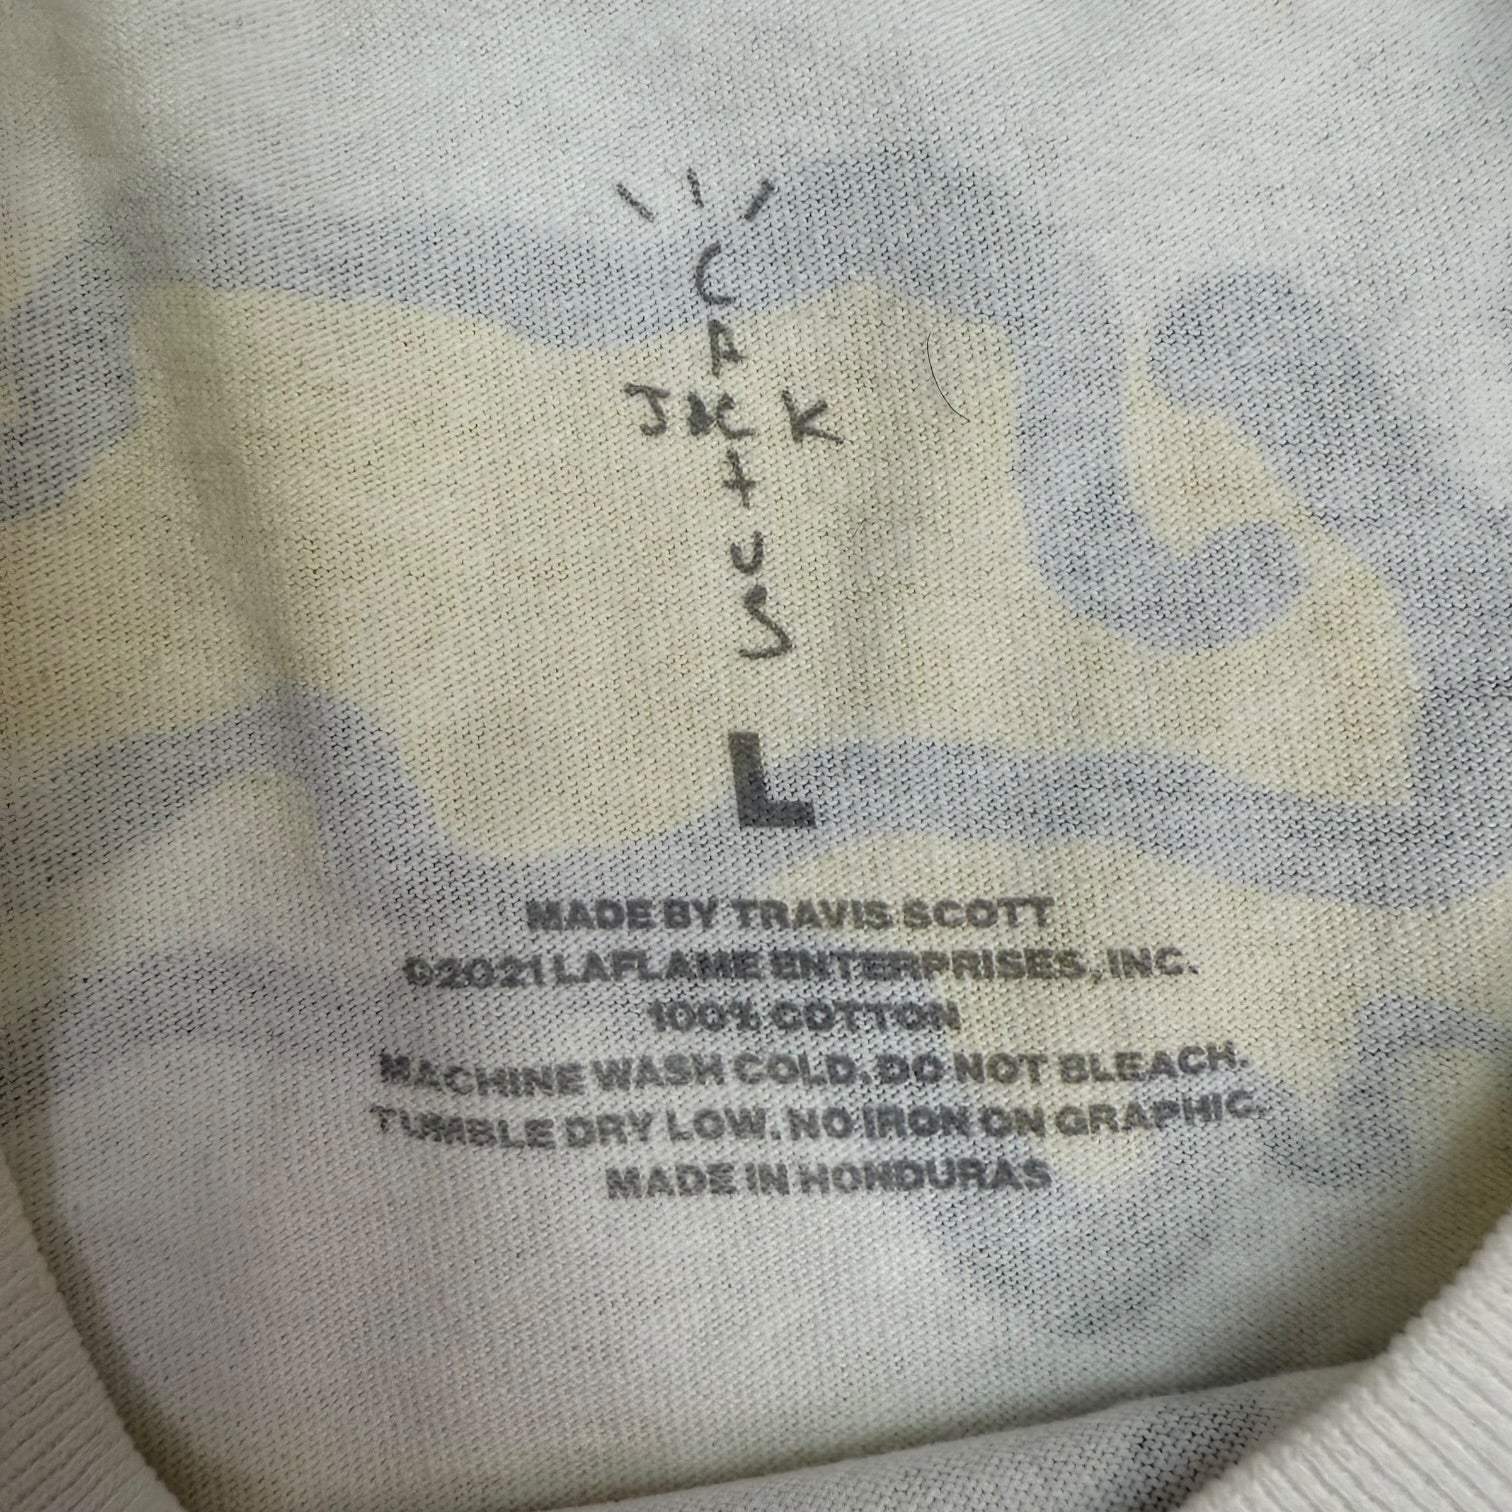 CACTUS
JACK
L
MADE BY TRAVIS SCOTT
©2021 LAFLAME ENTERPRISES, INC.
100% COTTON
MACHINE WASH COLD. DO NOT BLEACH.
TUMBLE DRY LOW. NO IRON ON GRAPHIC.
MADE IN HONDURAS